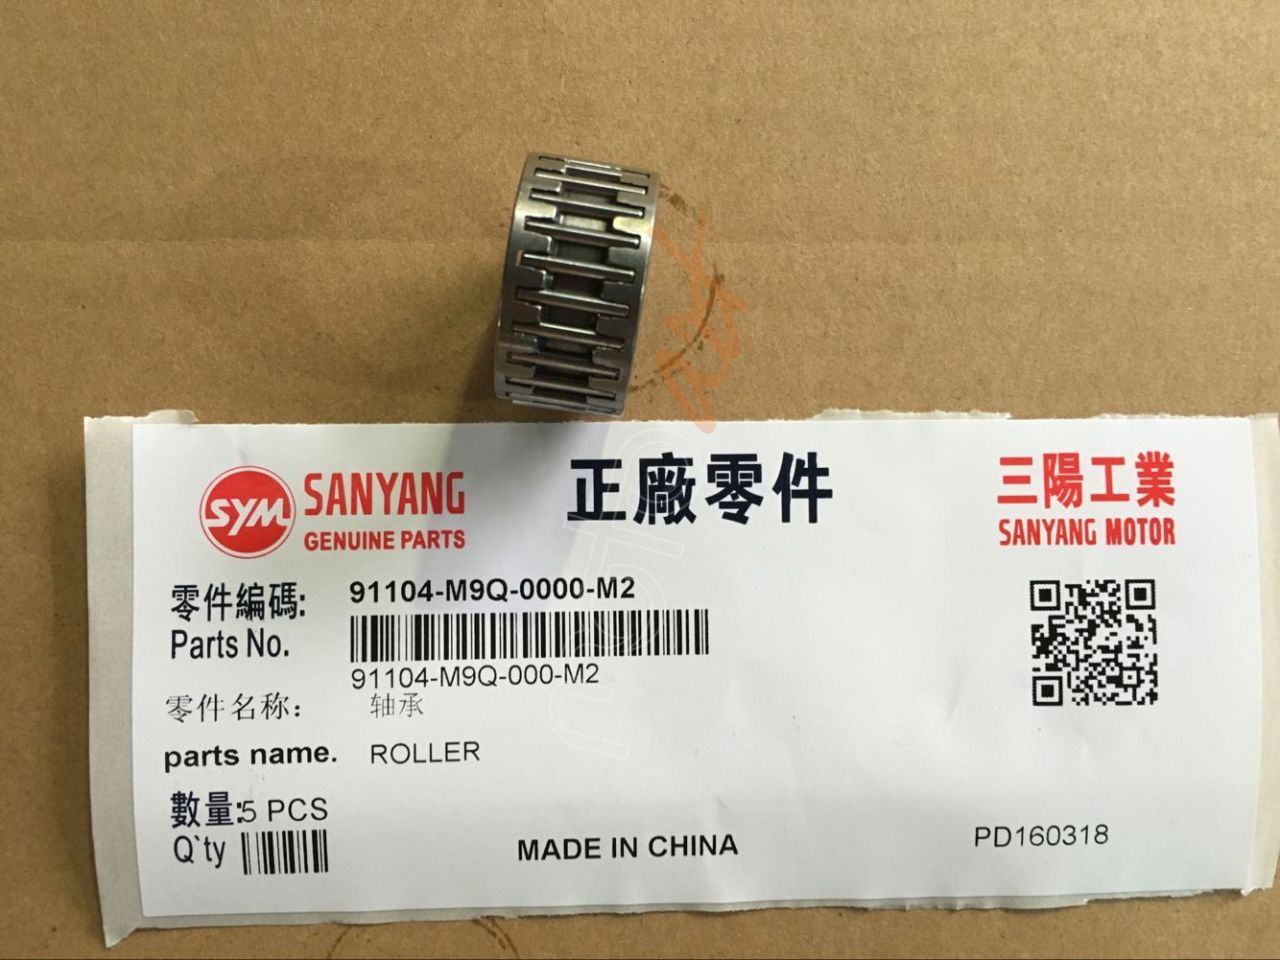 SYM SANYANG
GENUINE PARTS
正廠零件
三陽工業
SANYANG MOTOR
零件編碼: 91104-M9Q-0000-M2
Parts No.
91104-M9Q-000-M2
零件名称： 轴承
parts name. ROLLER
數量:5 PCS
Q`ty
MADE IN CHINA
PD160318